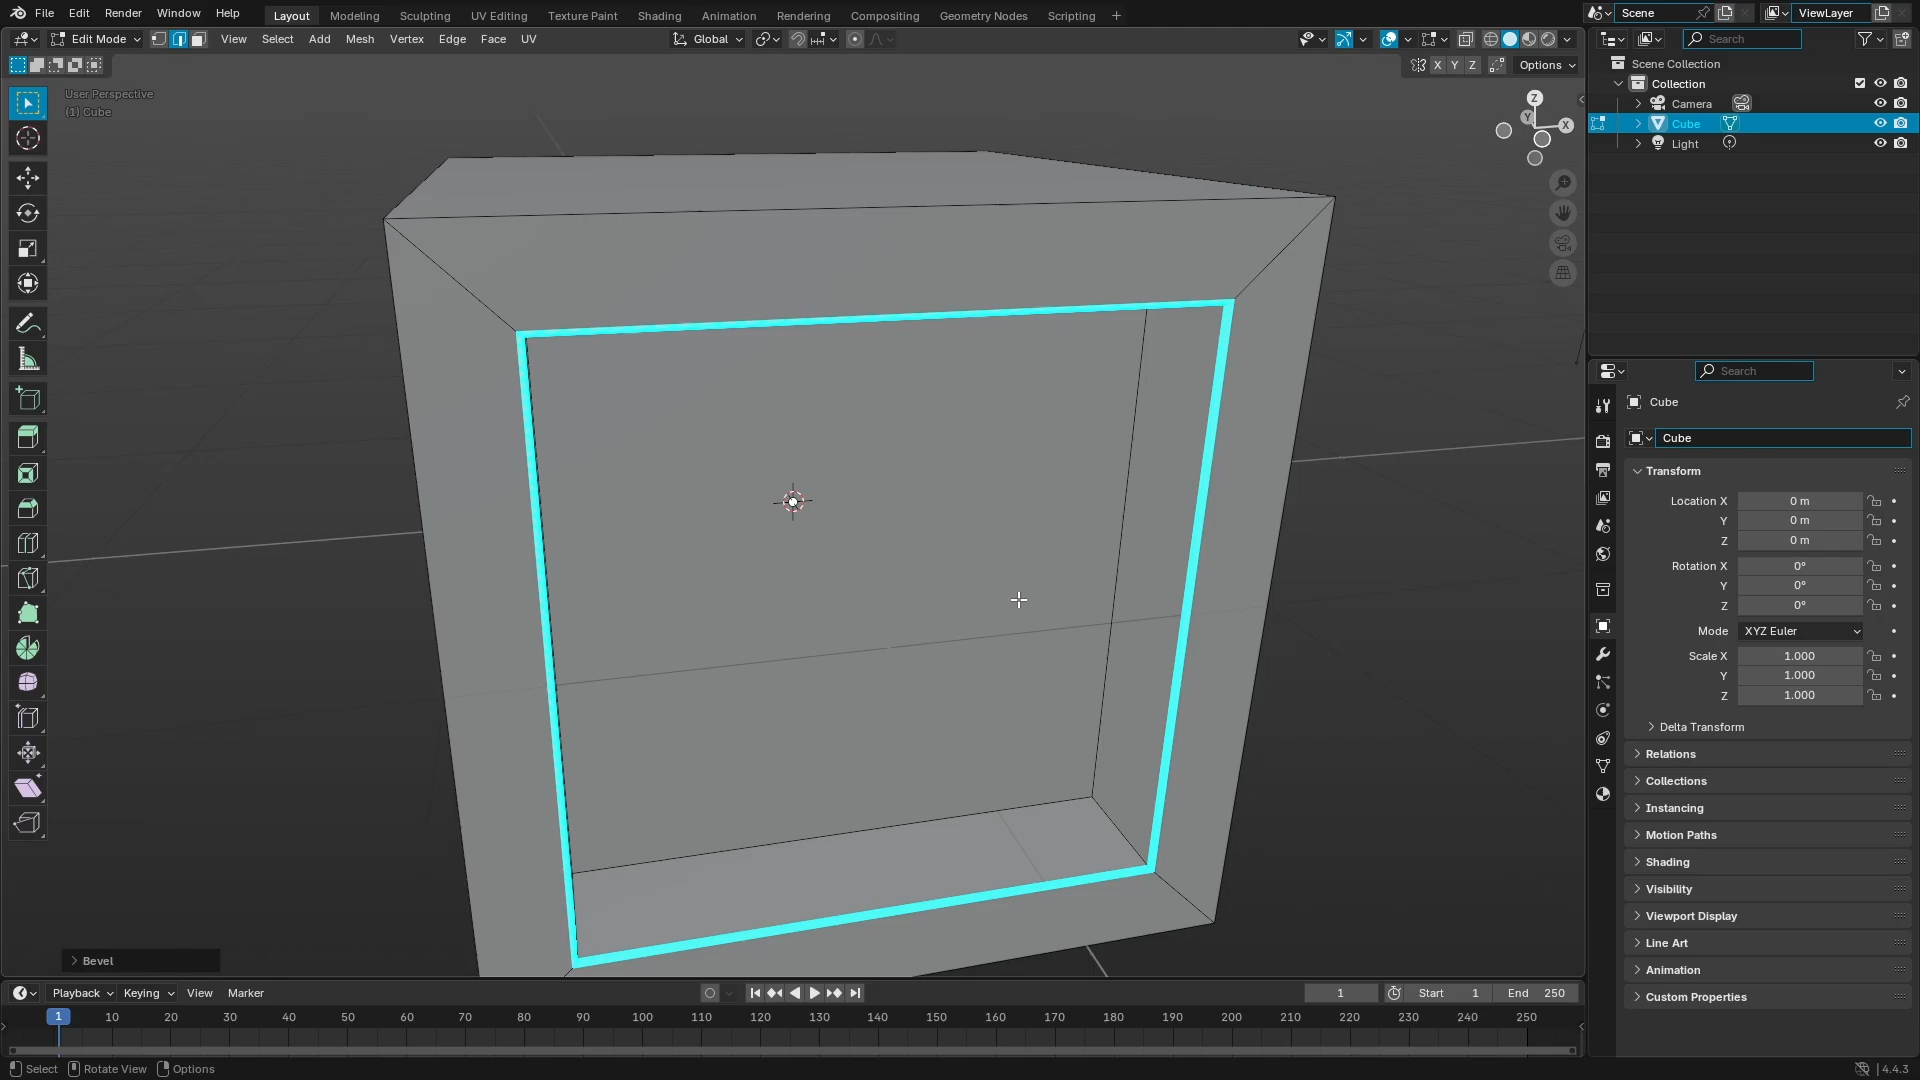 File Edit Render Window Help Layout Modeling Sculpting UV Editing Texture Paint Shading Animation Rendering Compositing Geometry Nodes Scripting + Scene ViewLayer
Edit Mode View Select Add Mesh Vertex Edge Face UV Global Search
X Y Z Options
User Perspective
(1) Cube
Z
Y X
Scene Collection
Collection
Camera
Cube
Light
Search
Cube
Cube
Transform
Location X 0 m
Y 0 m
Z 0 m
Rotation X 0°
Y 0°
Z 0°
Mode XYZ Euler
Scale X 1.000
Y 1.000
Z 1.000
Delta Transform
Relations
Collections
Instancing
Motion Paths
Shading
Visibility
Viewport Display
Line Art
Animation
Custom Properties
Bevel
Playback Keying View Marker 1 Start 1 End 250
1 10 20 30 40 50 60 70 80 90 100 110 120 130 140 150 160 170 180 190 200 210 220 230 240 250
Select Rotate View Options 4.4.3